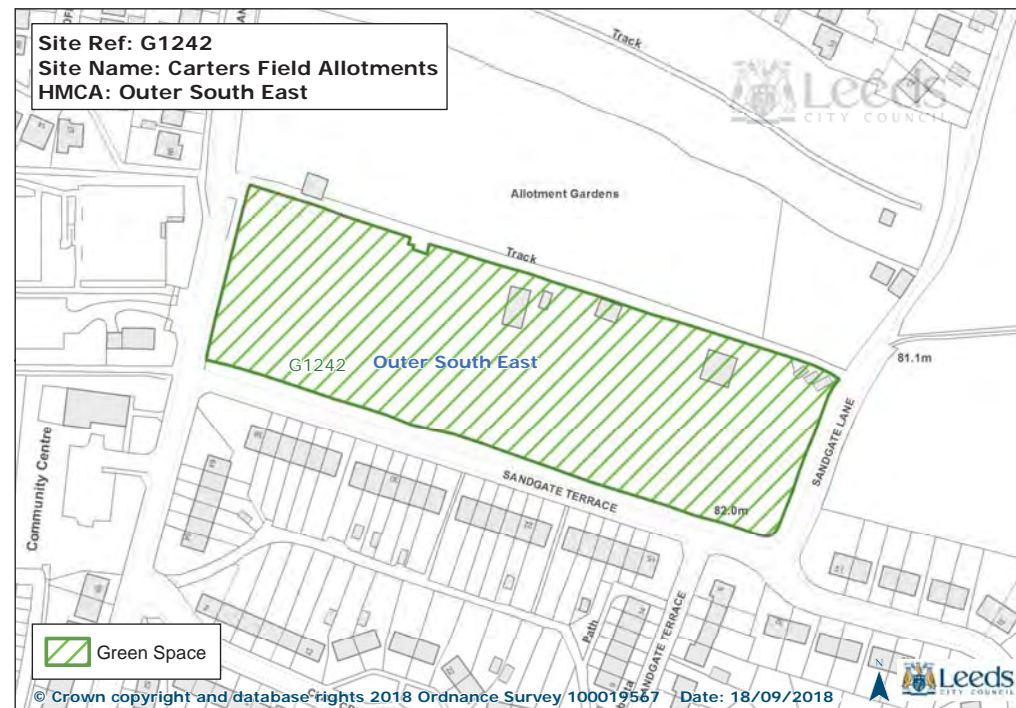 Site Ref: G1242
Site Name: Carters Field Allotments
HMCA: Outer South East
Track
Leeds
CITY COUNCIL
Allotment Gardens
Track
G1242
Outer South East
81.1m
SANDGATE LANE
SANDGATE TERRACE
82.0m
Community Centre
Path
SANDGATE TERRACE
Green Space
N
Leeds
CITY COUNCIL
© Crown copyright and database rights 2018 Ordnance Survey 100019567 Date: 18/09/2018